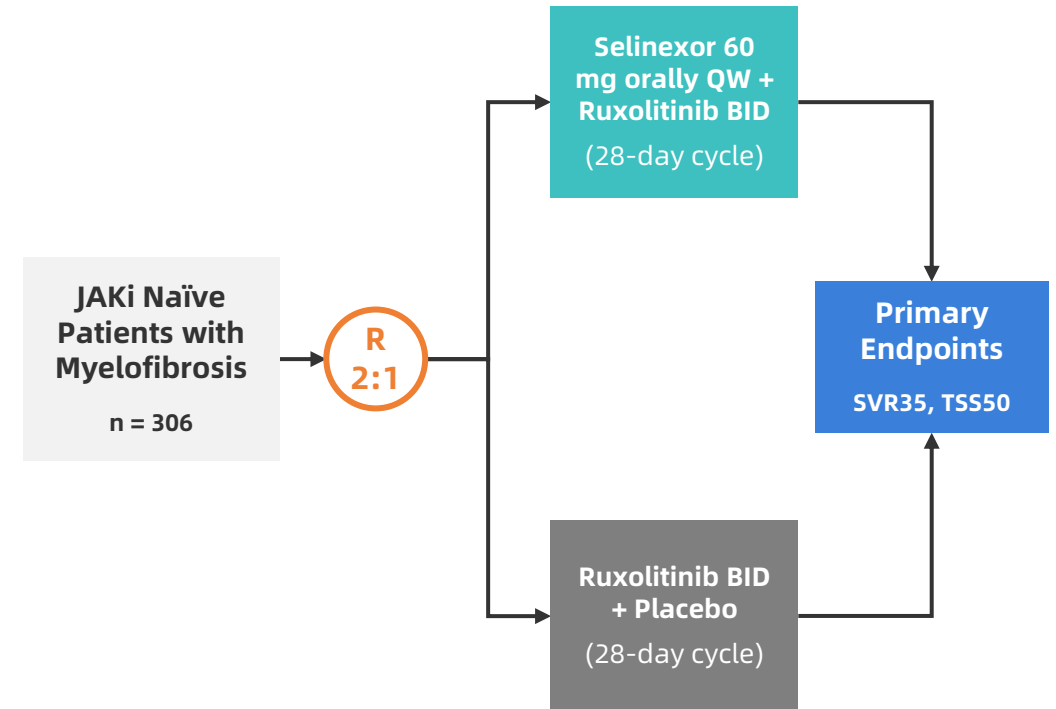 JAKi Naïve
Patients with
Myelofibrosis
n = 306
R
2:1
Selinexor 60
mg orally QW +
Ruxolitinib BID
(28-day cycle)
Ruxolitinib BID
+ Placebo
(28-day cycle)
Primary
Endpoints
SVR35, TSS50